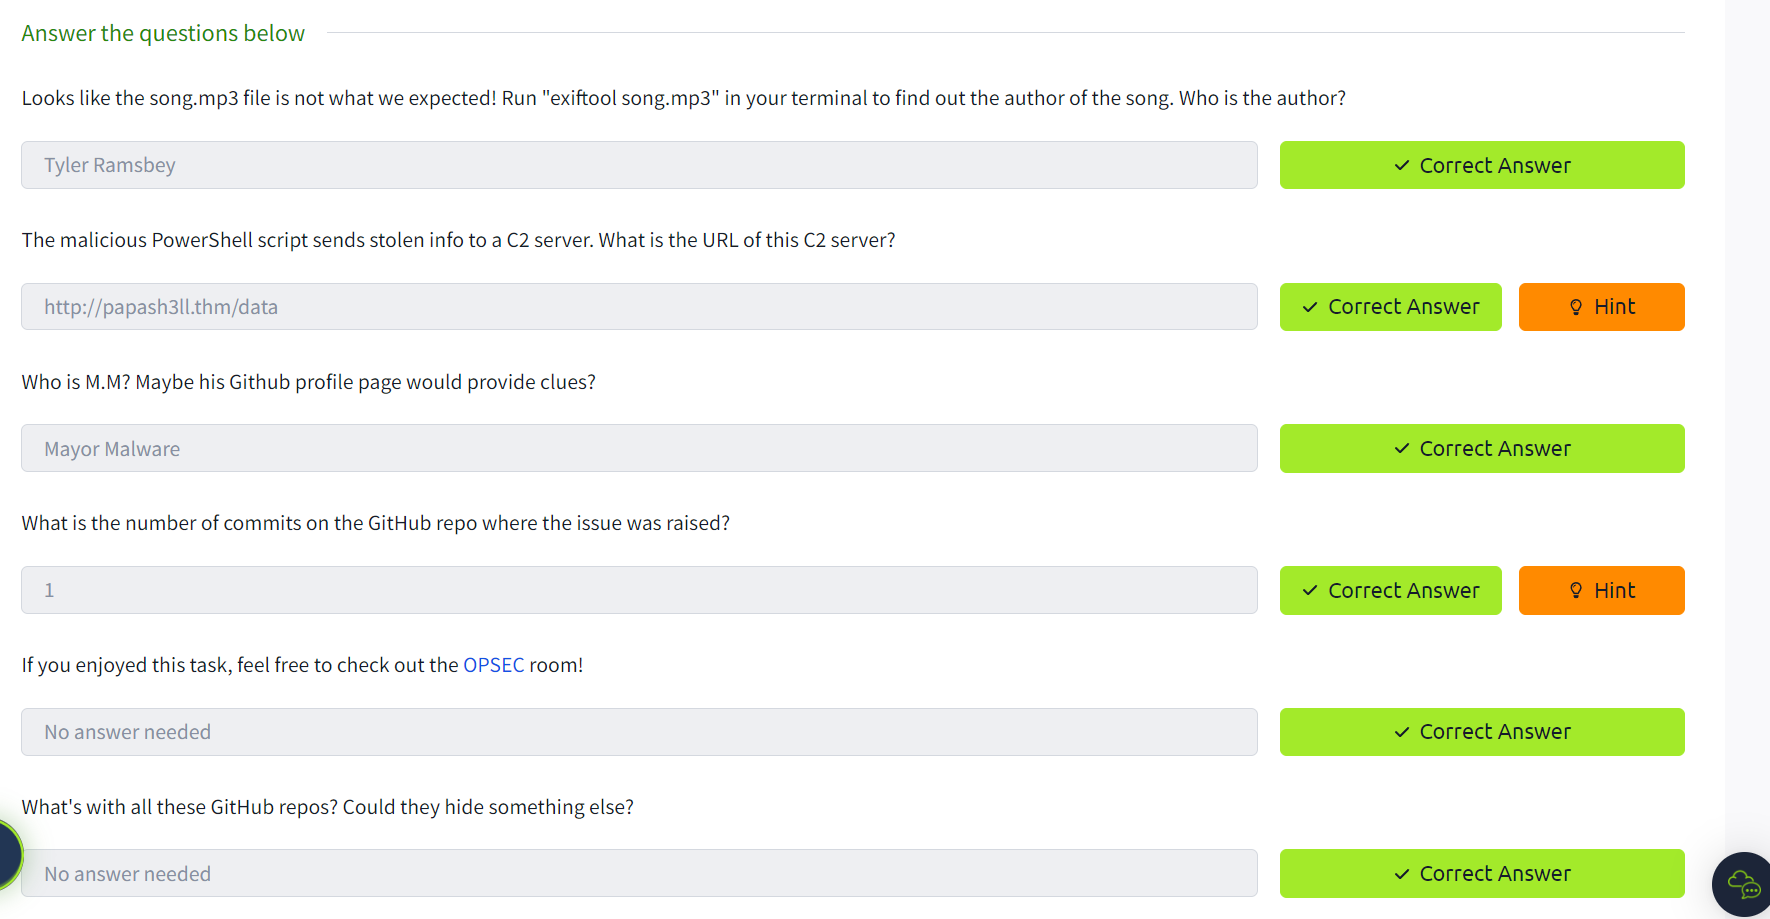 Answer the questions below
Looks like the song.mp3 file is not what we expected! Run "exiftool song.mp3" in your terminal to find out the author of the song. Who is the author?
Tyler Ramsbey
Correct Answer
The malicious PowerShell script sends stolen info to a C2 server. What is the URL of this C2 server?
http://papash3ll.thm/data
Correct Answer
Hint
Who is M.M? Maybe his Github profile page would provide clues?
Mayor Malware
Correct Answer
What is the number of commits on the GitHub repo where the issue was raised?
1
Correct Answer
Hint
If you enjoyed this task, feel free to check out the OPSEC room!
No answer needed
Correct Answer
What's with all these GitHub repos? Could they hide something else?
No answer needed
Correct Answer